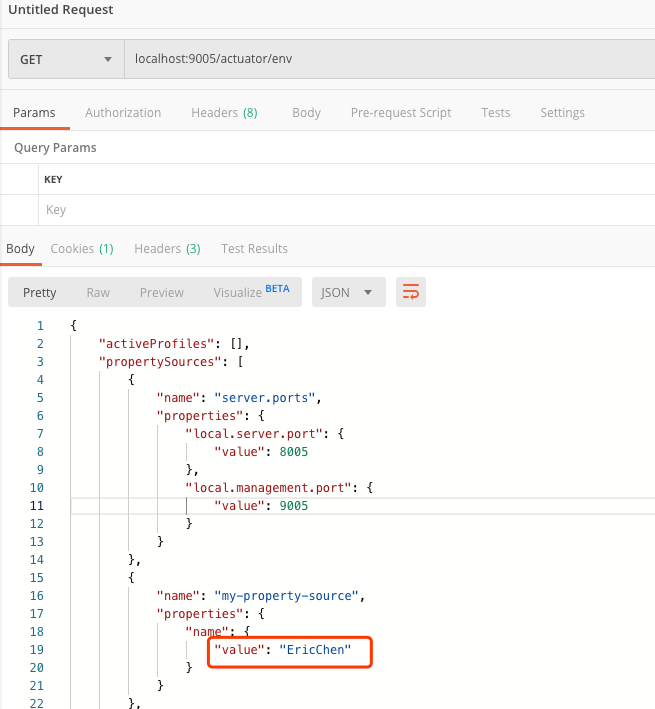 Untitled Request
GET localhost:9005/actuator/env
Params Authorization Headers (8) Body Pre-request Script Tests Settings
Query Params
KEY
Key
Body Cookies (1) Headers (3) Test Results
Pretty Raw Preview Visualize BETA JSON
1 {
2 "activeProfiles": [],
3 "propertySources": [
4 {
5 "name": "server.ports",
6 "properties": {
7 "local.server.port": {
8 "value": 8005
9 },
10 "local.management.port": {
11 "value": 9005
12 }
13 }
14 },
15 {
16 "name": "my-property-source",
17 "properties": {
18 "name": {
19 "value": "EricChen"
20 }
21 }
22 },